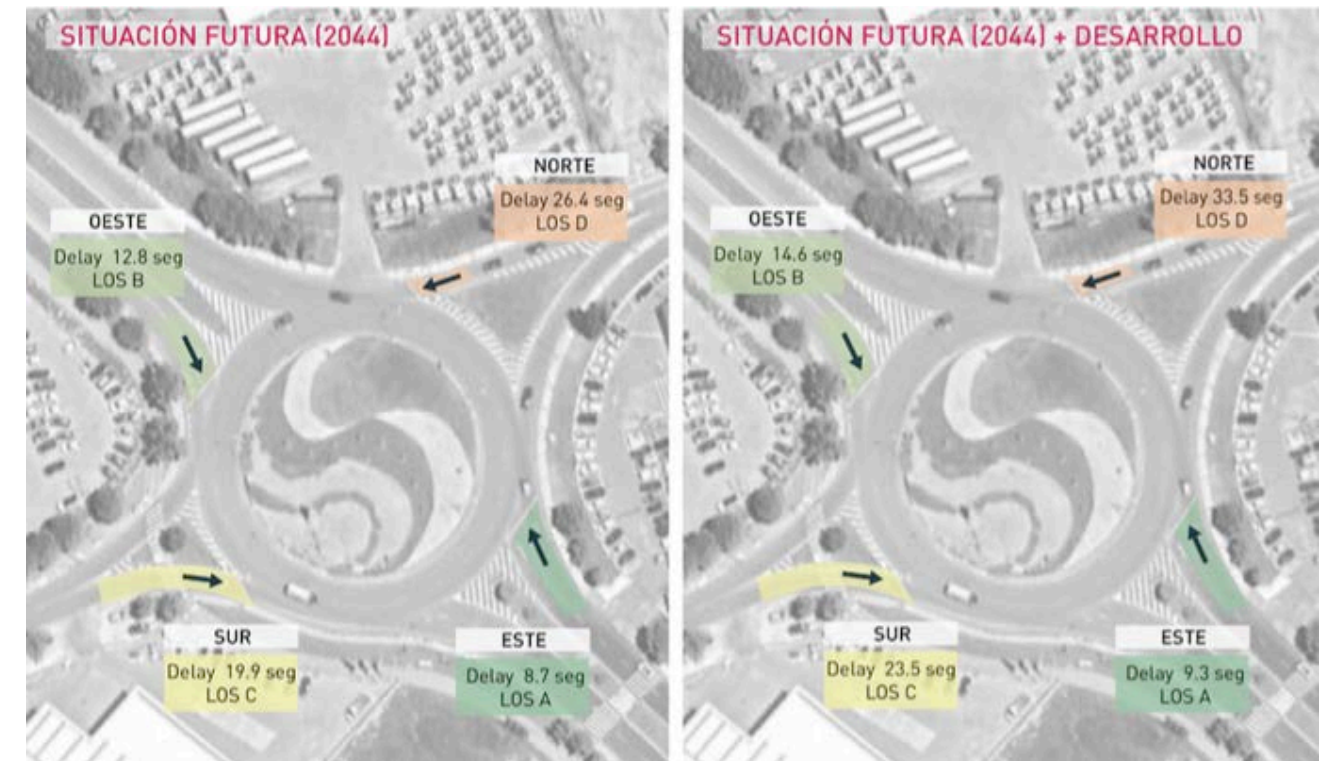 SITUACIÓN FUTURA (2044)
NORTE
Delay 26.4 seg
LOS D
OESTE
Delay 12.8 seg
LOS B
SUR
Delay 19.9 seg
LOS C
ESTE
Delay 8.7 seg
LOS A
SITUACIÓN FUTURA (2044) + DESARROLLO
NORTE
Delay 33.5 seg
LOS D
OESTE
Delay 14.6 seg
LOS B
SUR
Delay 23.5 seg
LOS C
ESTE
Delay 9.3 seg
LOS A